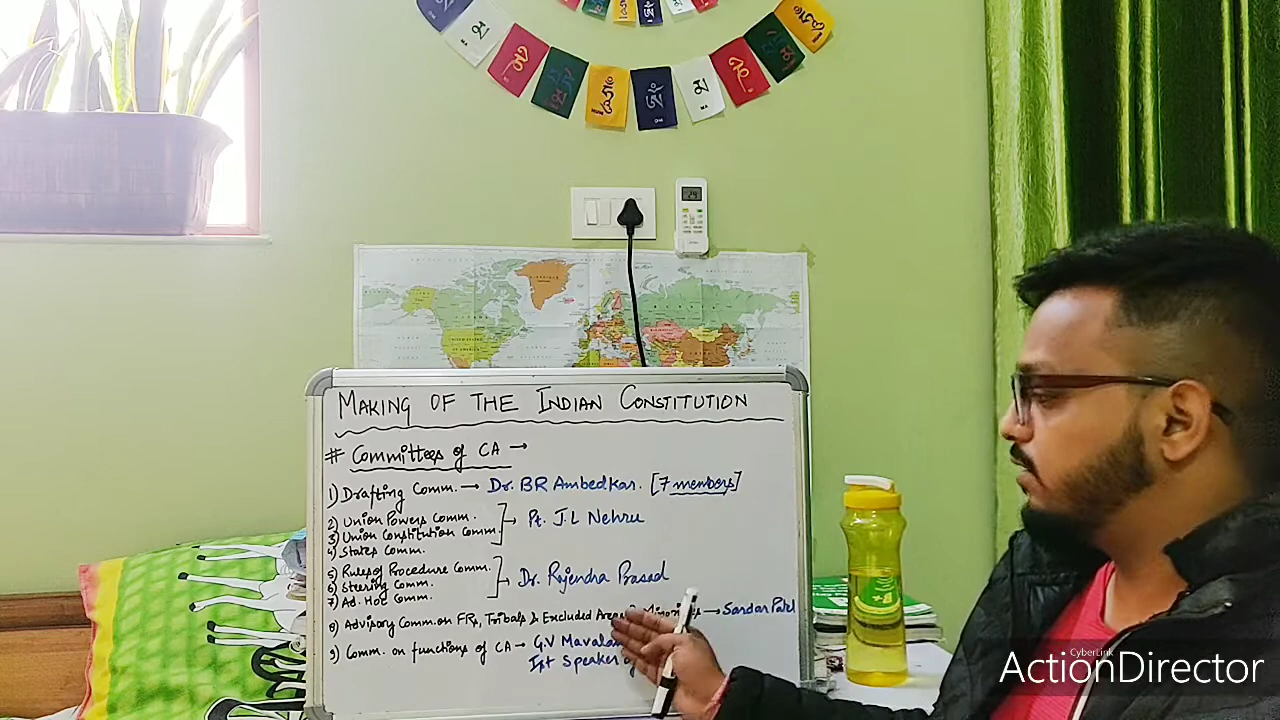 MAKING OF THE INDIAN CONSTITUTION
# Committees of CA →
1) Drafting Comm. → Dr. BR Ambedkar. [7 members]
2) Union Powers Comm.
3) Union Constitution Comm. → Pt. J.L Nehru
4) States Comm.
5) Rules of Procedure Comm.
6) Steering Comm. → Dr. Rajendra Prasad
7) Ad. Hoc Comm.
8) Advisory Comm. on FRs, Tribals & Excluded → Sardar Patel
9) Comm. on functions of CA → G.V
Ist Speaker
CyberLink
ActionDirector